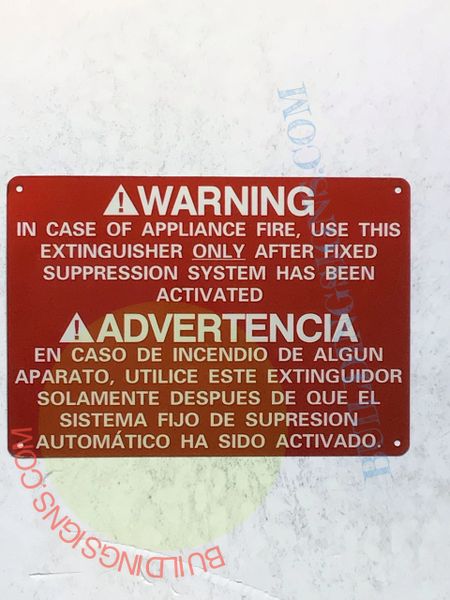 ⚠WARNING
IN CASE OF APPLIANCE FIRE, USE THIS
EXTINGUISHER ONLY AFTER FIXED
SUPPRESSION SYSTEM HAS BEEN
ACTIVATED
⚠ADVERTENCIA
EN CASO DE INCENDIO DE ALGUN
APARATO, UTILICE ESTE EXTINGUIDOR
SOLAMENTE DESPUES DE QUE EL
SISTEMA FIJO DE SUPRESION
AUTOMÁTICO HA SIDO ACTIVADO.
BUILDINGSIGNS.COM
BUILDINGSIGNS.COM